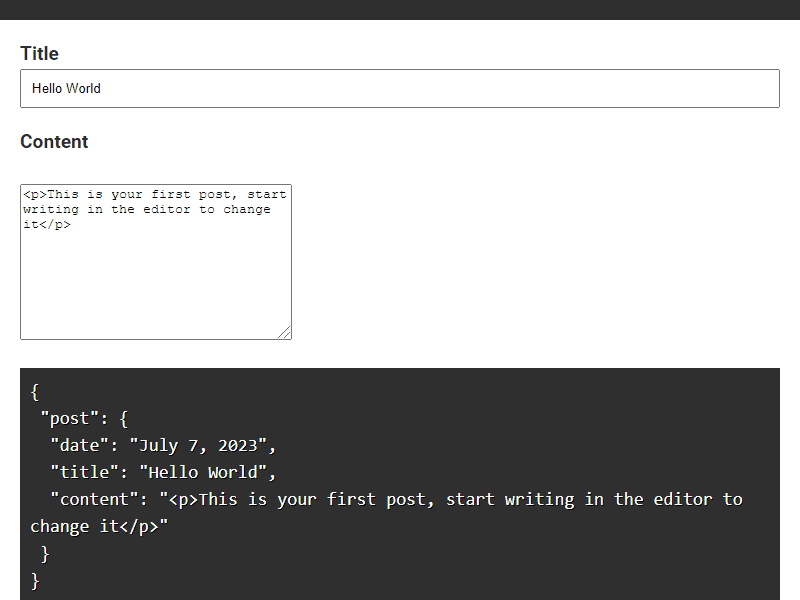 Title
Hello World
Content
<p>This is your first post, start
writing in the editor to change
it</p>
{
"post": {
"date": "July 7, 2023",
"title": "Hello World",
"content": "<p>This is your first post, start writing in the editor to
change it</p>"
}
}